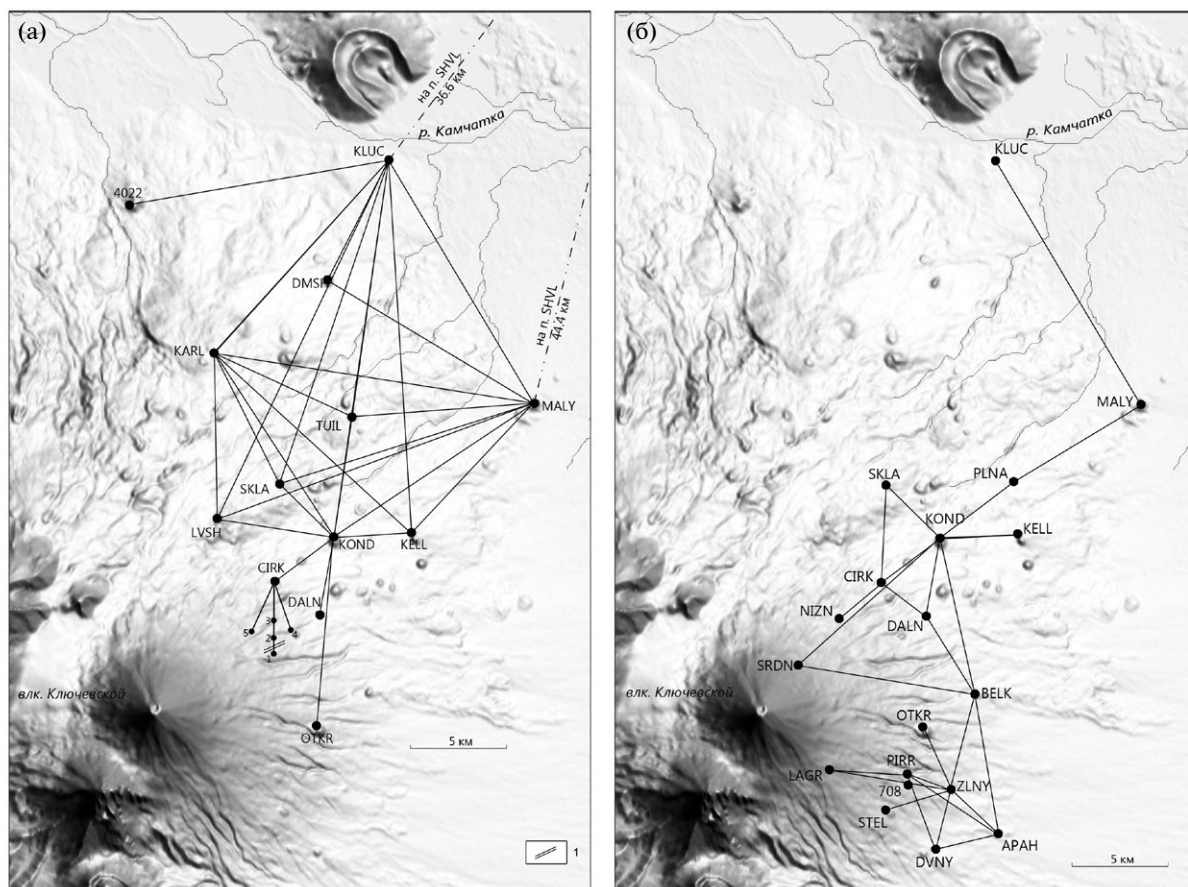 (а)
на п. SHVL
36.6 км
р. Камчатка
KLUC
4022
DMSH
на п. SHVL
44.4 км
KARL
MALY
TUIL
SKLA
LVSH
KOND
KELL
CIRK
DALN
3
5
4
2
1
влк. Ключевской
OTKR
5 км
1
(б)
р. Камчатка
KLUC
MALY
SKLA
PLNA
KOND
KELL
CIRK
NIZN
DALN
SRDN
влк. Ключевской
BELK
OTKR
PIRR
LAGR
708
ZLNY
STEL
APAH
DVNY
5 км